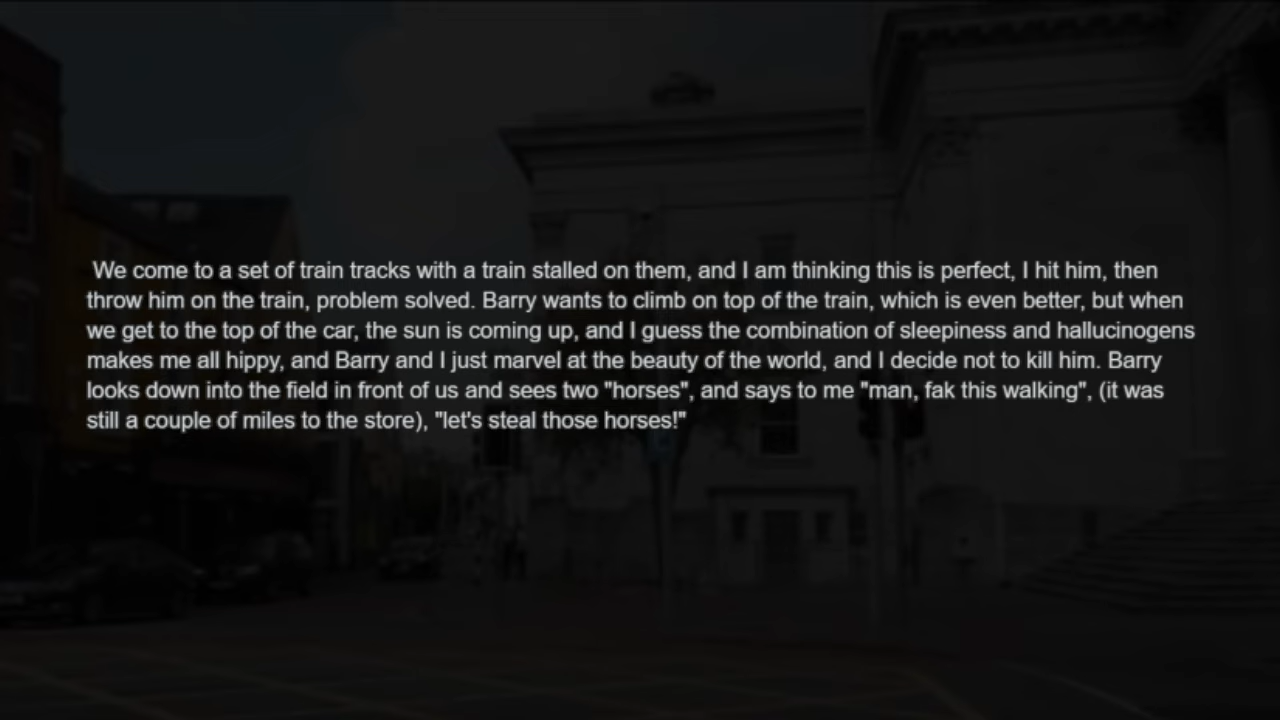 We come to a set of train tracks with a train stalled on them, and I am thinking this is perfect, I hit him, then
throw him on the train, problem solved. Barry wants to climb on top of the train, which is even better, but when
we get to the top of the car, the sun is coming up, and I guess the combination of sleepiness and hallucinogens
makes me all hippy, and Barry and I just marvel at the beauty of the world, and I decide not to kill him. Barry
looks down into the field in front of us and sees two "horses", and says to me "man, fak this walking", (it was
still a couple of miles to the store), "let's steal those horses!"